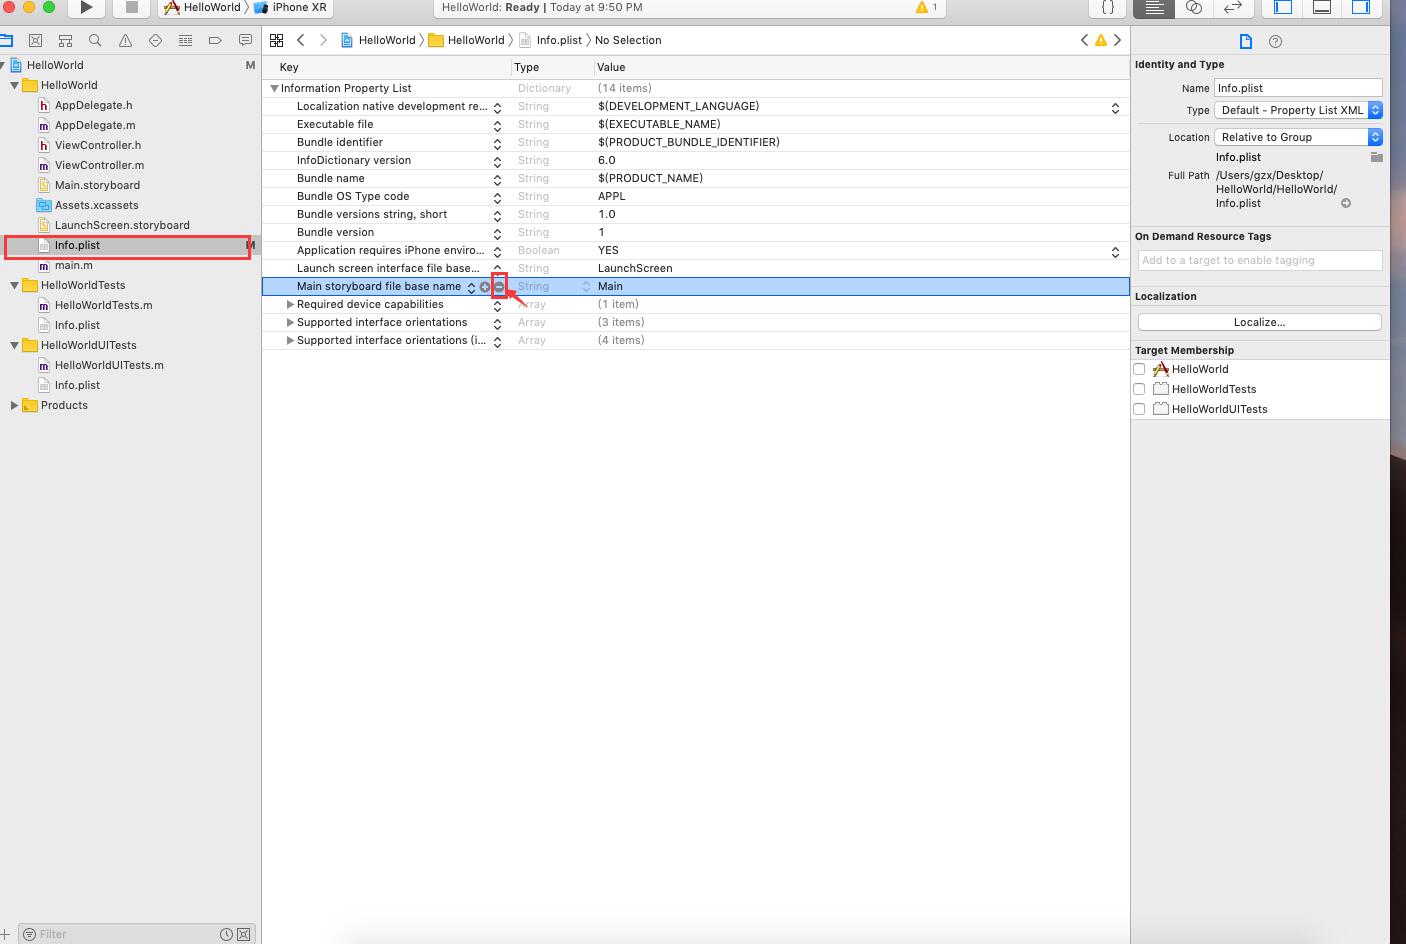 HelloWorld 〉 iPhone XR
HelloWorld: Ready | Today at 9:50 PM
1
{ }
HelloWorld 〉 HelloWorld 〉 Info.plist 〉 No Selection
HelloWorld M
HelloWorld
AppDelegate.h
AppDelegate.m
ViewController.h
ViewController.m
Main.storyboard
Assets.xcassets
LaunchScreen.storyboard
Info.plist M
main.m
HelloWorldTests
HelloWorldTests.m
Info.plist
HelloWorldUITests
HelloWorldUITests.m
Info.plist
Products
Filter
Key Type Value
Information Property List Dictionary (14 items)
Localization native development re... String $(DEVELOPMENT_LANGUAGE)
Executable file String $(EXECUTABLE_NAME)
Bundle identifier String $(PRODUCT_BUNDLE_IDENTIFIER)
InfoDictionary version String 6.0
Bundle name String $(PRODUCT_NAME)
Bundle OS Type code String APPL
Bundle versions string, short String 1.0
Bundle version String 1
Application requires iPhone enviro... Boolean YES
Launch screen interface file base... String LaunchScreen
Main storyboard file base name String Main
Required device capabilities Array (1 item)
Supported interface orientations Array (3 items)
Supported interface orientations (i... Array (4 items)
Identity and Type
Name Info.plist
Type Default - Property List XML
Location Relative to Group
Info.plist
Full Path /Users/gzx/Desktop/
HelloWorld/HelloWorld/
Info.plist
On Demand Resource Tags
Add to a target to enable tagging
Localization
Localize...
Target Membership
HelloWorld
HelloWorldTests
HelloWorldUITests